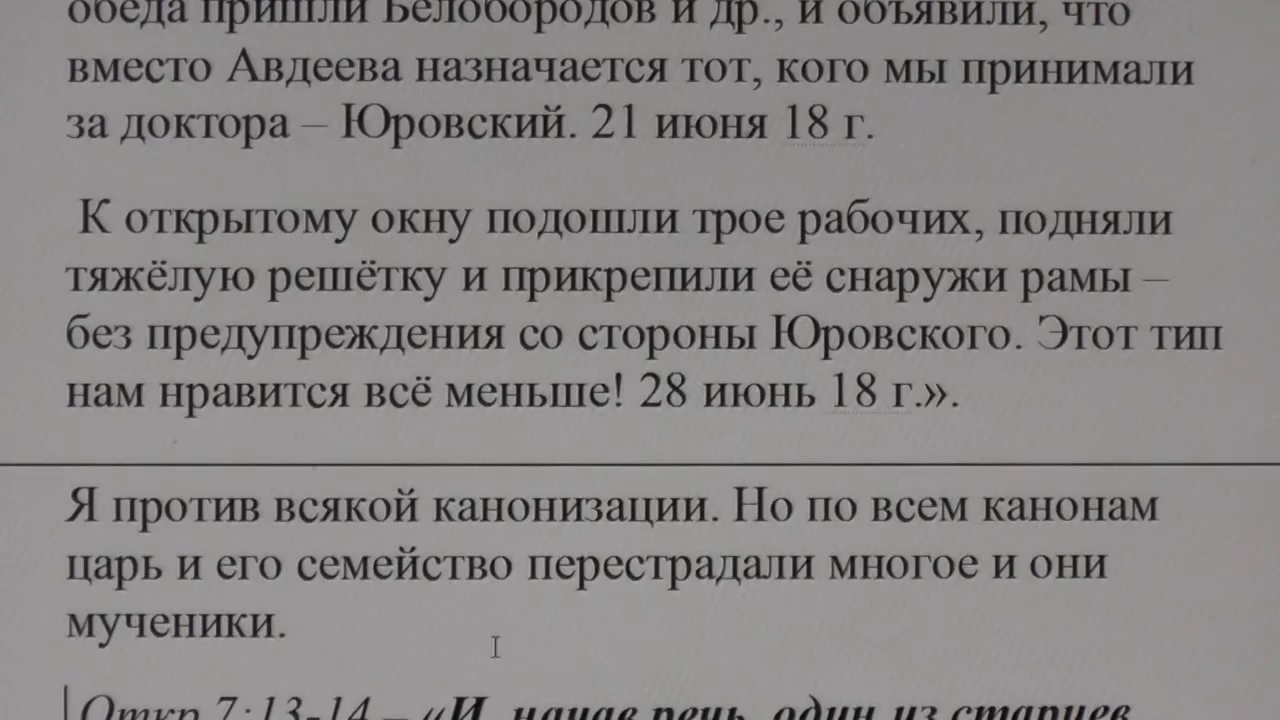 обеда пришли Белобородов и др., и объявили, что
вместо Авдеева назначается тот, кого мы принимали
за доктора – Юровский. 21 июня 18 г.
К открытому окну подошли трое рабочих, подняли
тяжёлую решётку и прикрепили её снаружи рамы –
без предупреждения со стороны Юровского. Этот тип
нам нравится всё меньше! 28 июнь 18 г.».
Я против всякой канонизации. Но по всем канонам
царь и его семейство перестрадали многое и они
мученики.
Откр 7:13-14 – «И, начав речь, один из старцев